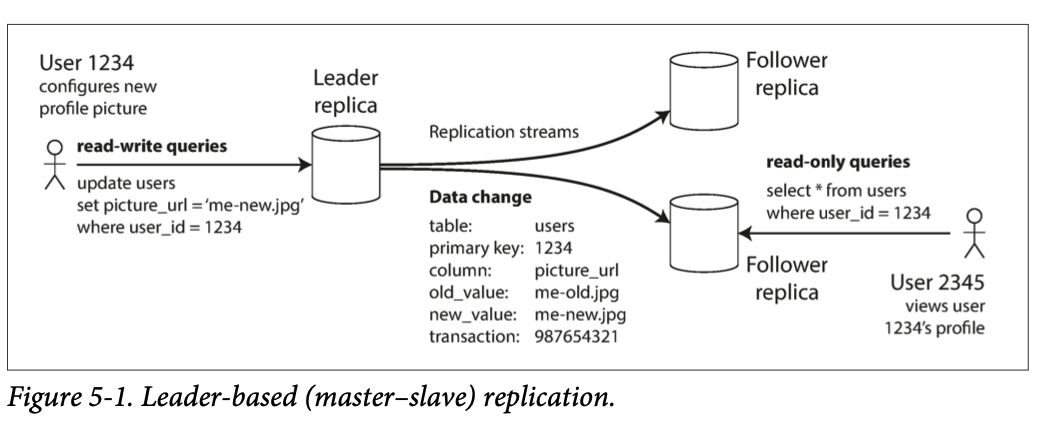 User 1234
configures new
profile picture
read-write queries
update users
set picture_url =‘me-new.jpg’
where user_id = 1234
Leader
replica
Replication streams
Data change
table: users
primary key: 1234
column: picture_url
old_value: me-old.jpg
new_value: me-new.jpg
transaction: 987654321
Follower
replica
read-only queries
select * from users
where user_id = 1234
Follower
replica
User 2345
views user
1234’s profile
Figure 5-1. Leader-based (master–slave) replication.